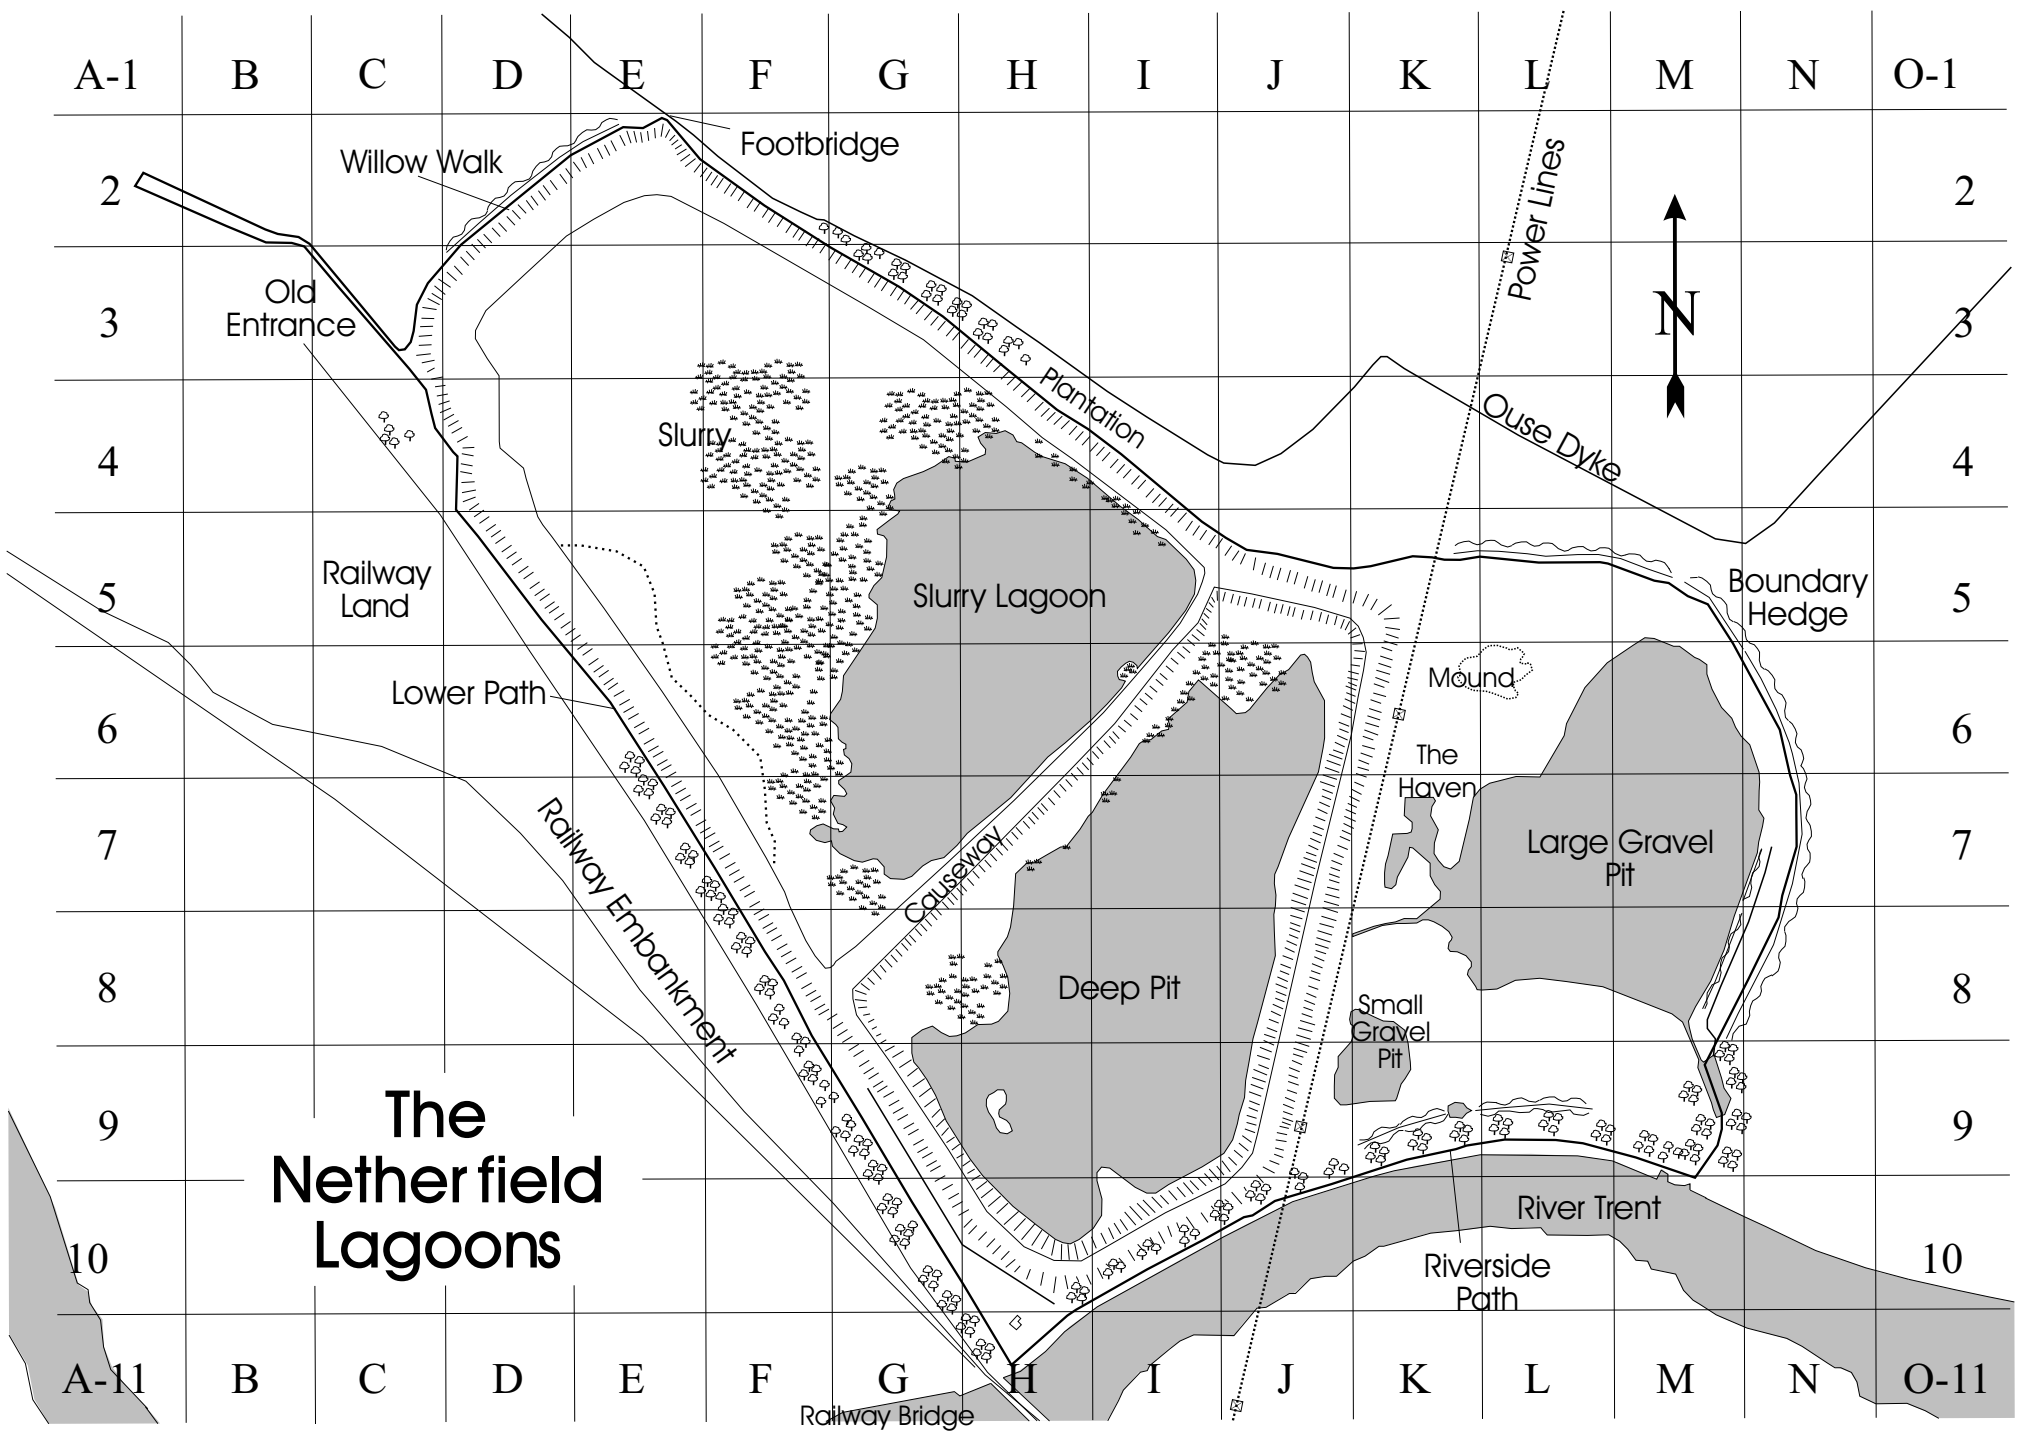 A-1 B C D E F G H I J K L M N O-1
Footbridge
Willow Walk
Power Lines
2 2
Old
Entrance
N
3 3
Plantation
Slurry
Ouse Dyke
4 4
Railway
Land
Slurry Lagoon
Boundary
Hedge
5 5
Mound
Lower Path
6 6
The
Haven
Railway Embankment
Causeway
Large Gravel
Pit
7 7
Deep Pit
Small
Gravel
Pit
8 8
The
Netherfield
Lagoons
9 9
River Trent
Riverside
Path
10 10
A-11 B C D E F G H I J K L M N O-11
Railway Bridge